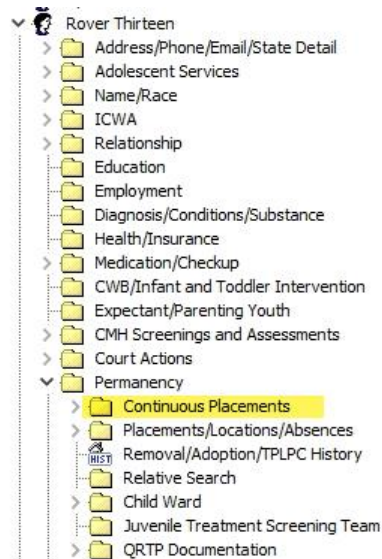 Rover Thirteen
Address/Phone/Email/State Detail
Adolescent Services
Name/Race
ICWA
Relationship
Education
Employment
Diagnosis/Conditions/Substance
Health/Insurance
Medication/Checkup
CWB/Infant and Toddler Intervention
Expectant/Parenting Youth
CMH Screenings and Assessments
Court Actions
Permanency
Continuous Placements
Placements/Locations/Absences
HIST Removal/Adoption/TPLPC History
Relative Search
Child Ward
Juvenile Treatment Screening Team
QRTP Documentation